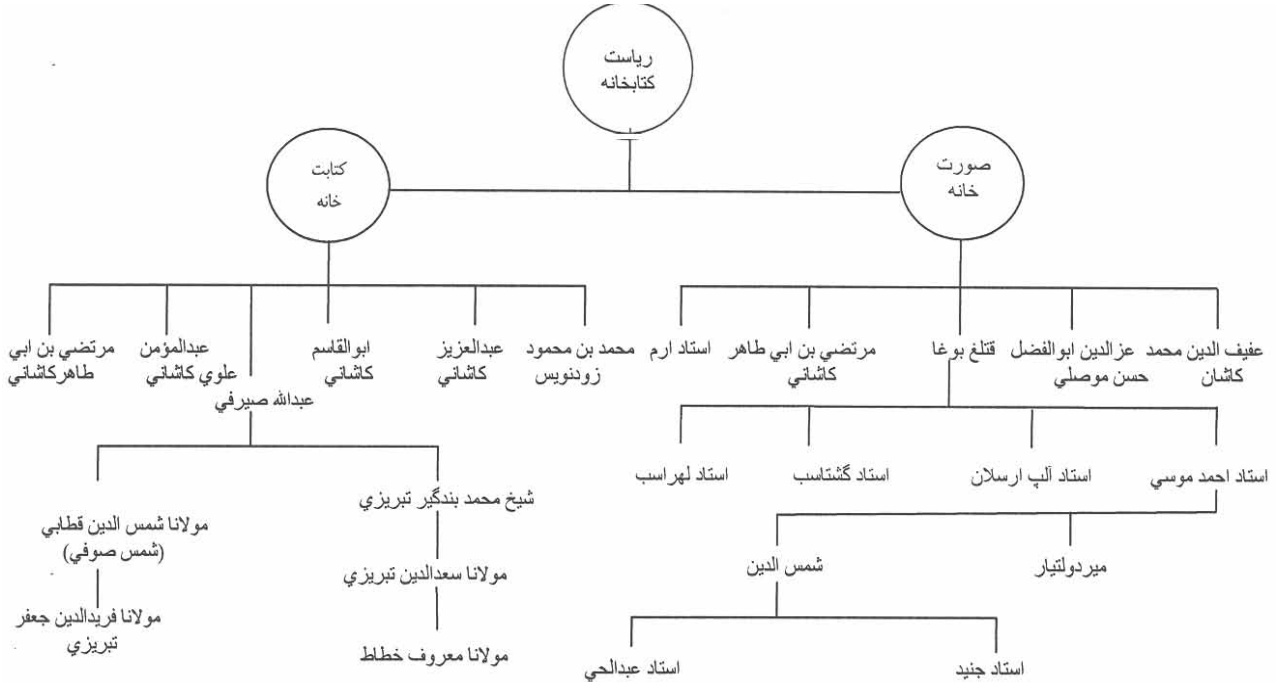 ریاست
کتابخانه
صورت
خانه
کتابت
خانه
عفیف الدین محمد
کاشان
عزالدین ابوالفضل
حسن موصلي
قتلغ بوغا
مرتضي بن ابي طاهر
کاشاني
استاد ارم
محمد بن محمود
زودنویس
عبدالعزیز
کاشاني
ابوالقاسم
کاشاني
عبدالله صیرفي
عبدالمؤمن
علوي کاشاني
مرتضي بن ابي
طاهرکاشاني
استاد احمد موسي
استاد آلپ ارسلان
استاد گشتاسب
استاد لهراسب
شیخ محمد بندگیر تبریزي
مولانا شمس الدین قطابي
(شمس صوفي)
میردولتیار
شمس الدین
مولانا سعدالدین تبریزي
مولانا فریدالدین جعفر
تبریزي
استاد جنید
استاد عبدالحي
مولانا معروف خطاط